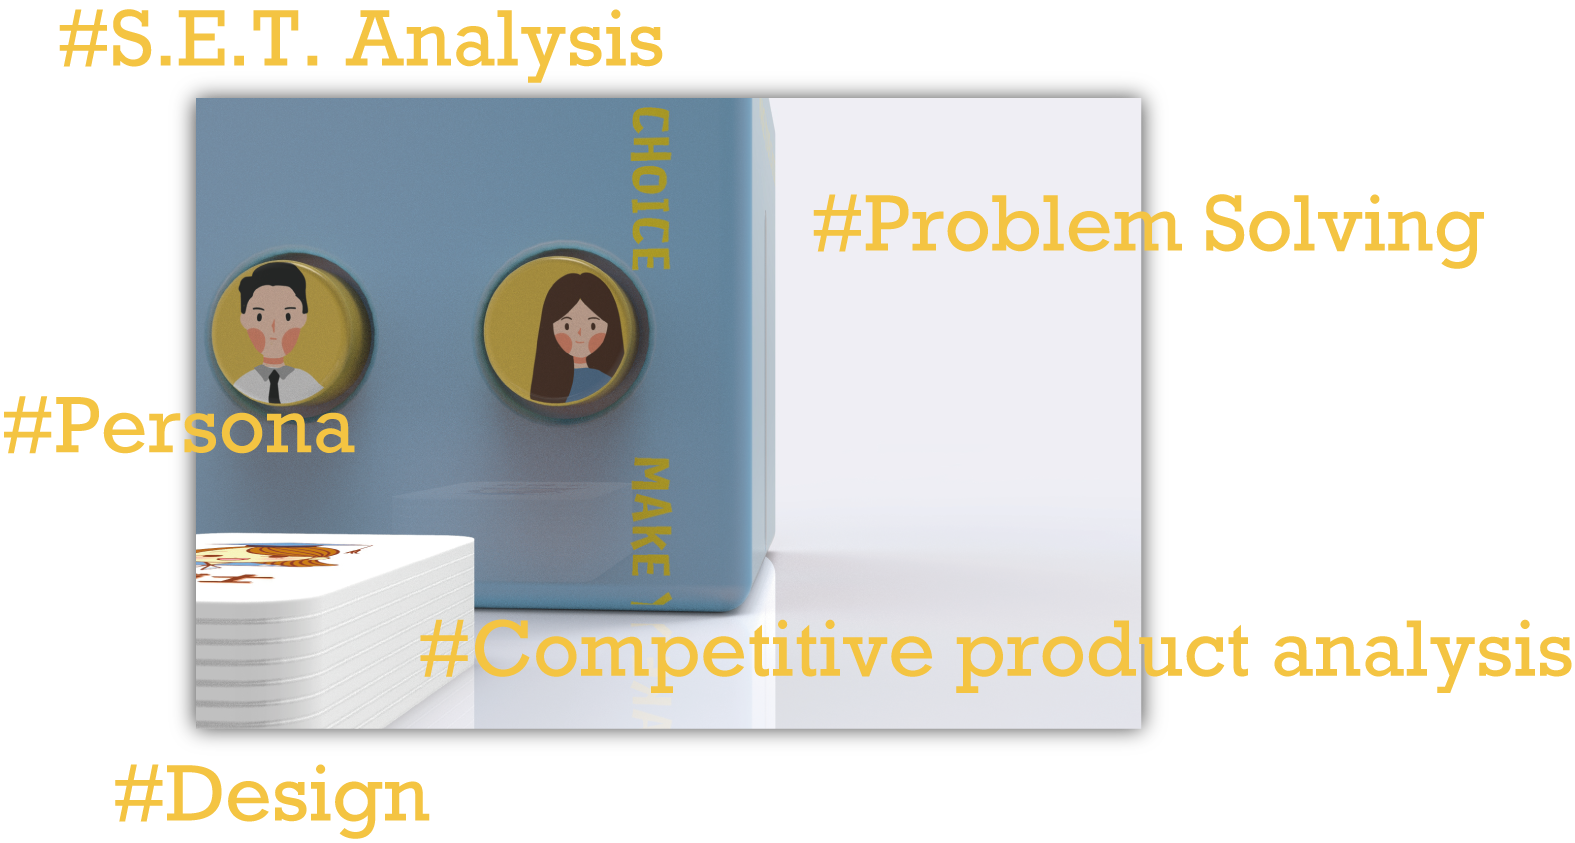 #S.E.T. Analysis
CHOICE
#Problem Solving
#Persona
MAKE
#Competitive product analysis
#Design